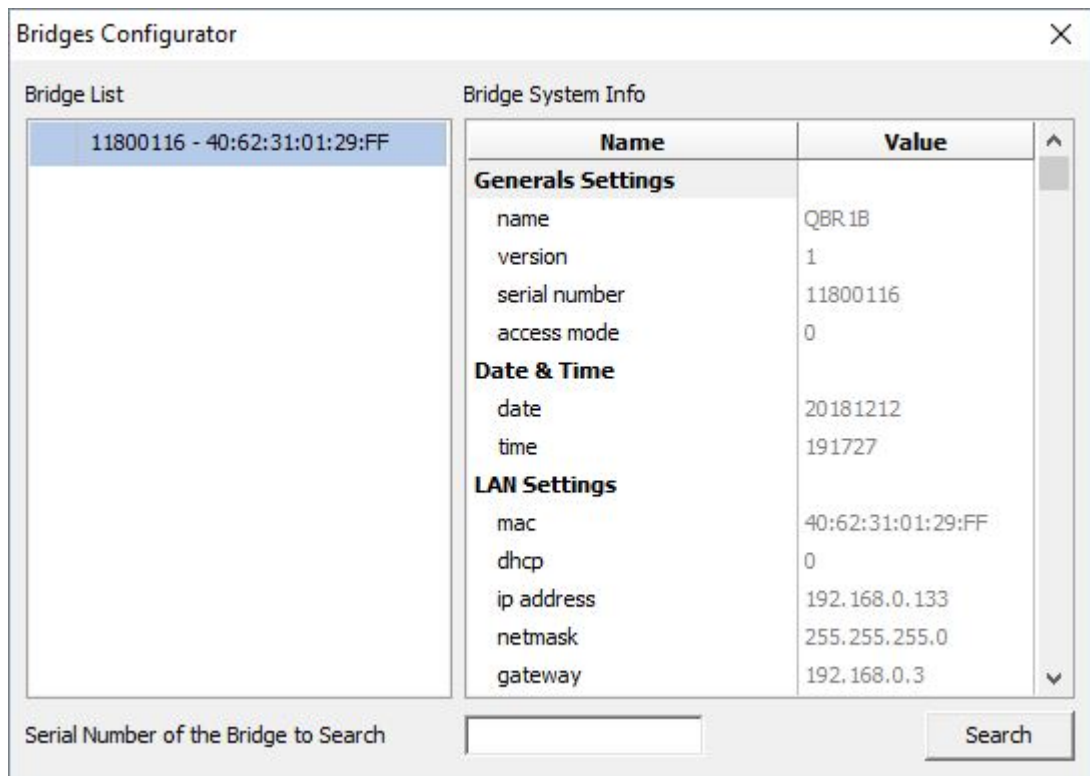 Bridges Configurator
Bridge List
11800116 - 40:62:31:01:29:FF
Bridge System Info
Name Value
Generals Settings
name QBR1B
version 1
serial number 11800116
access mode 0
Date & Time
date 20181212
time 191727
LAN Settings
mac 40:62:31:01:29:FF
dhcp 0
ip address 192.168.0.133
netmask 255.255.255.0
gateway 192.168.0.3
Serial Number of the Bridge to Search
Search